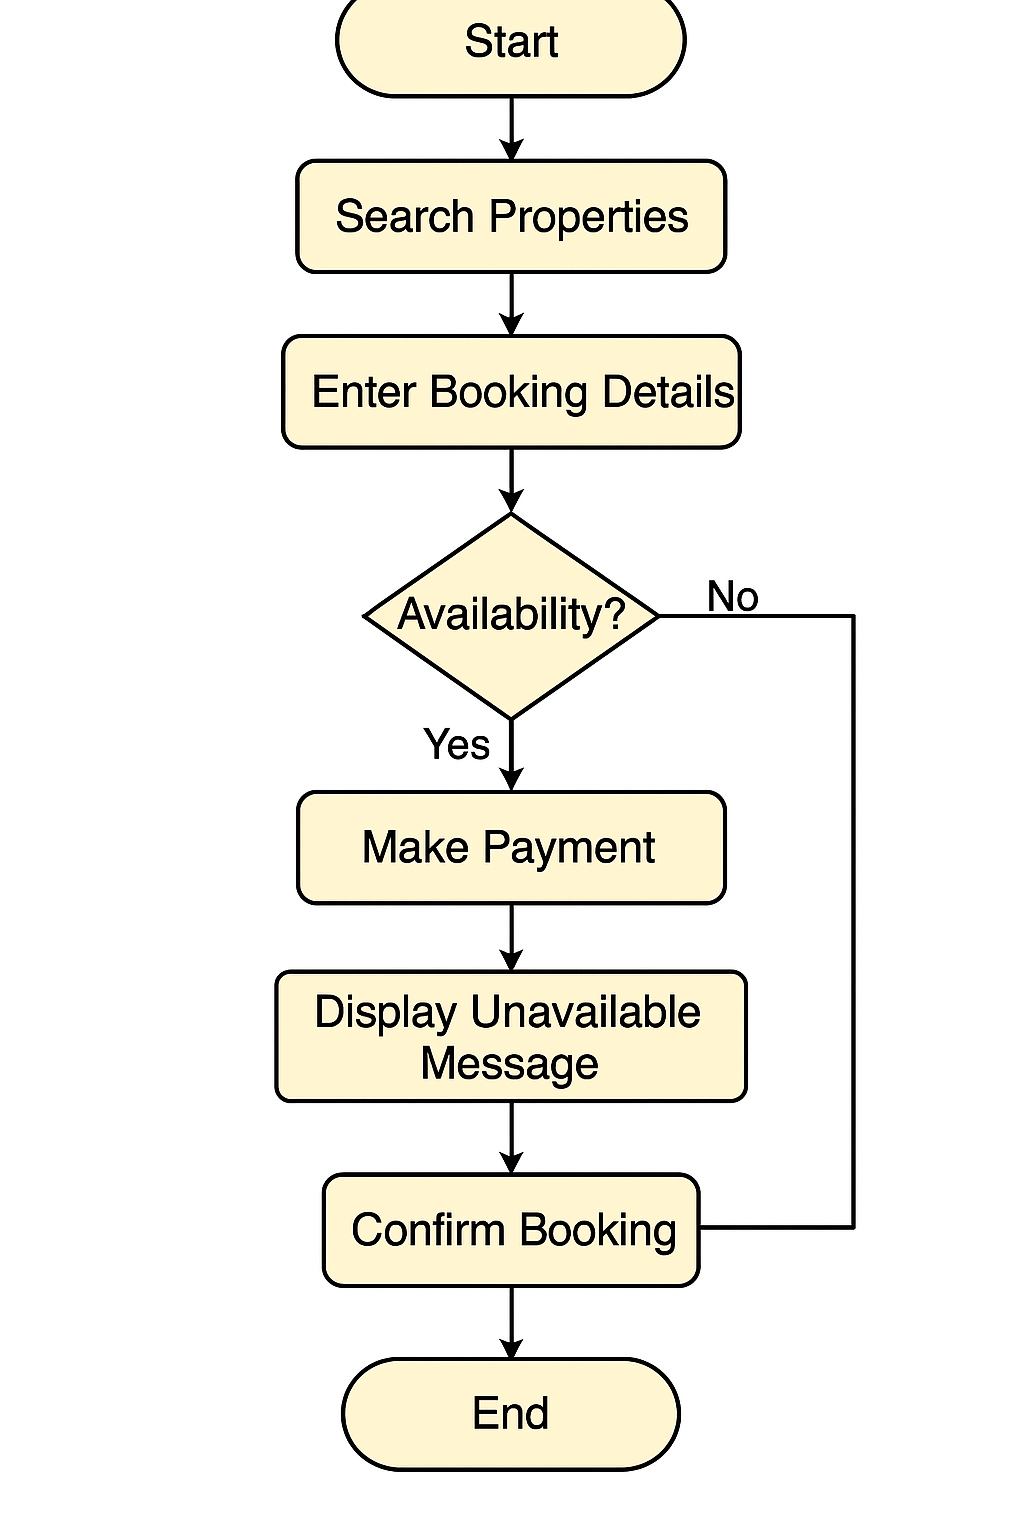 Start
Search Properties
Enter Booking Details
Availability?
No
Yes
Make Payment
Display Unavailable
Message
Confirm Booking
End